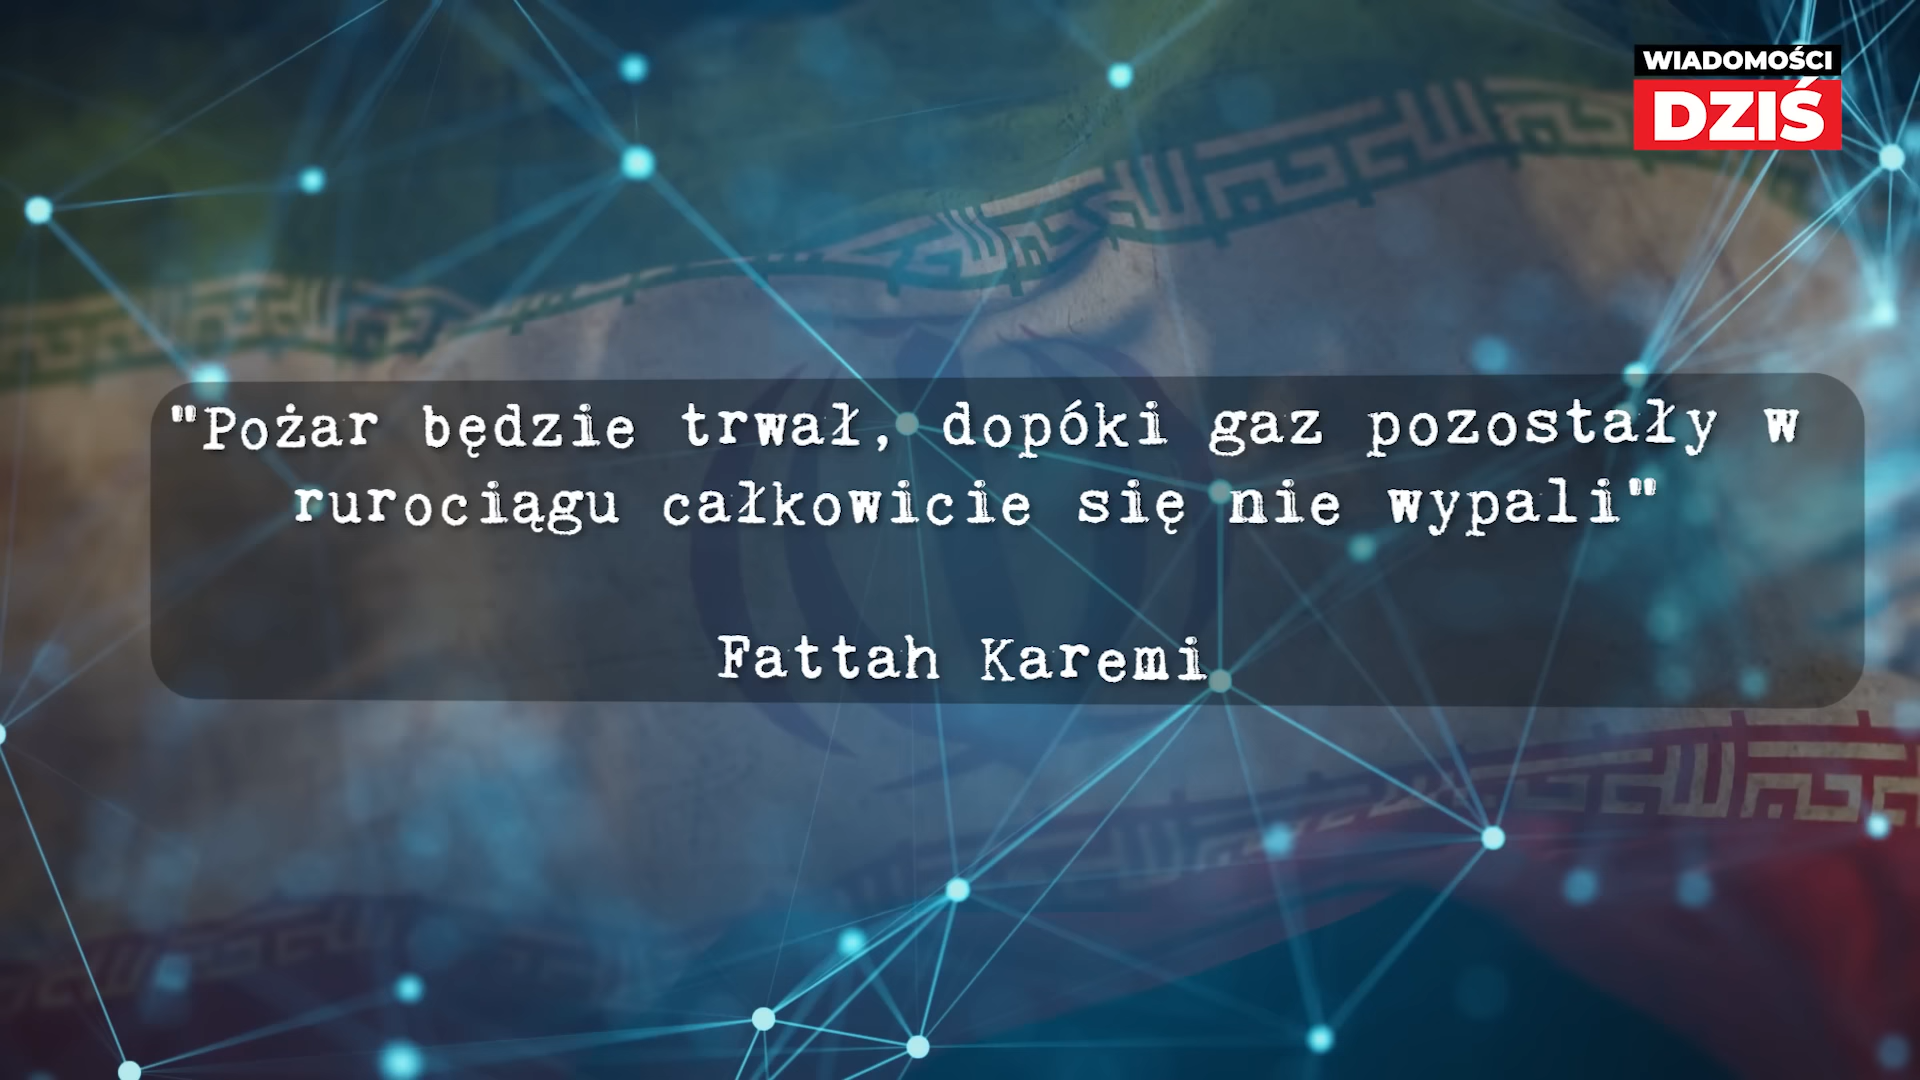 WIADOMOŚCI
DZIŚ
"Pożar będzie trwał, dopóki gaz pozostały w
rurociągu całkowicie się nie wypali"
Fattah Karemi